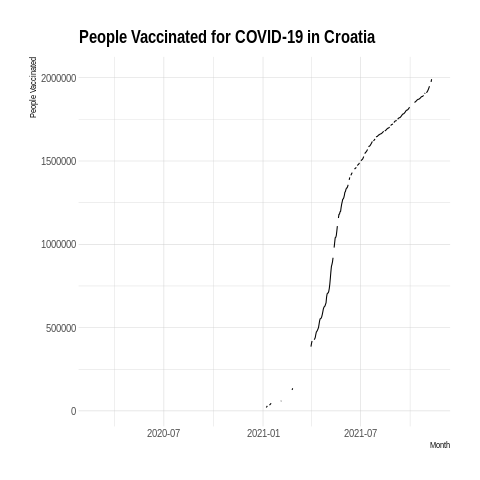 People Vaccinated for COVID-19 in Croatia
People Vaccinated
2000000
1500000
1000000
500000
0
2020-07 2021-01 2021-07
Month